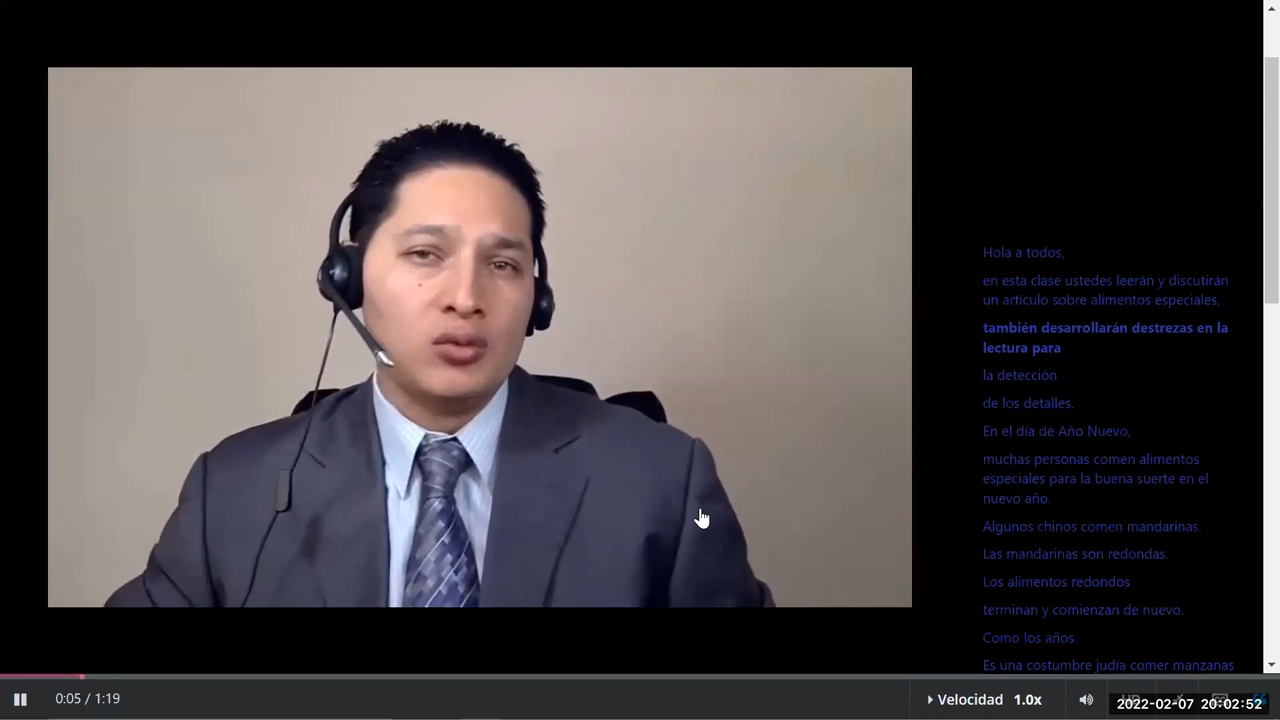 Hola a todos,
en esta clase ustedes leerán y discutirán
un artículo sobre alimentos especiales,
también desarrollarán destrezas en la
lectura para
la detección
de los detalles.
En el día de Año Nuevo,
muchas personas comen alimentos
especiales para la buena suerte en el
nuevo año.
Algunos chinos comen mandarinas.
Las mandarinas son redondas.
Los alimentos redondos
terminan y comienzan de nuevo.
Como los años.
Es una costumbre judía comer manzanas
0:05 / 1:19
Velocidad 1.0x
2022-02-07 20:02:52